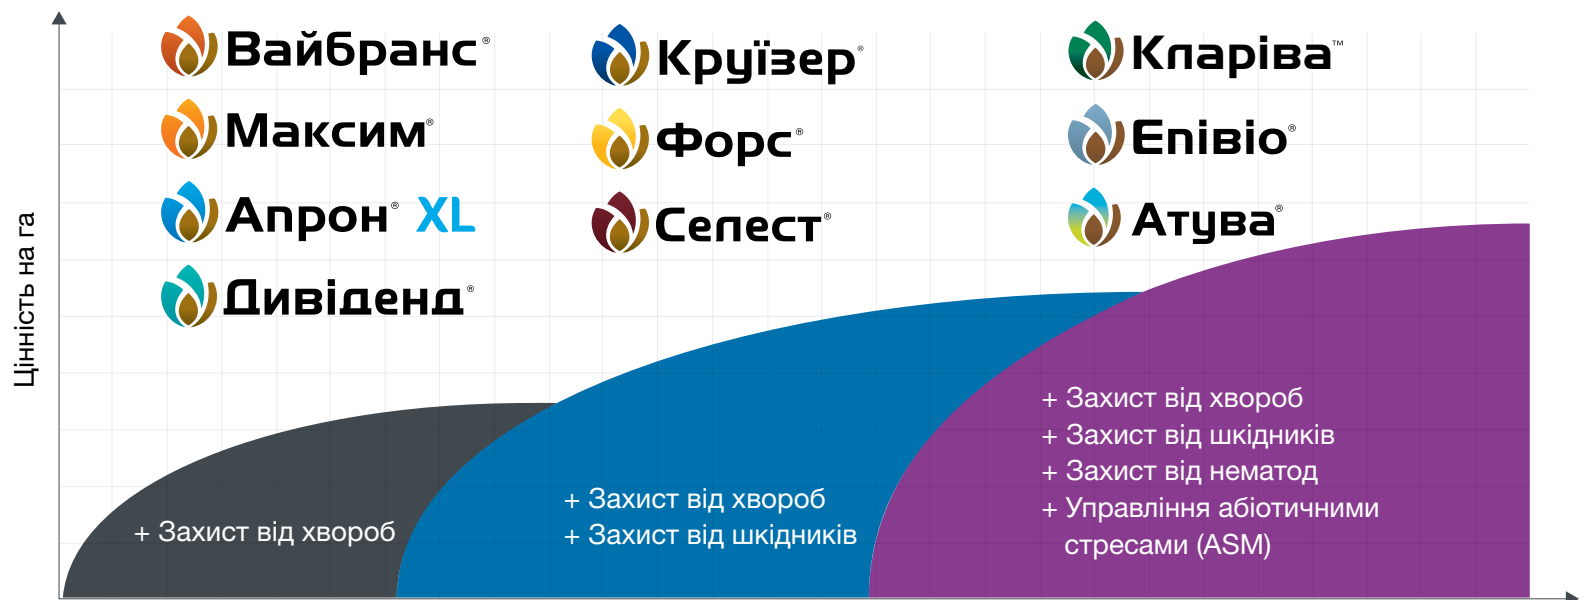 Цінність на га
Вайбранс®
Максим®
Апрон® XL
Дивіденд®
Круїзер®
Форс®
Селест®
Кларіва™
Епівіо®
Атува®
+ Захист від хвороб
+ Захист від хвороб
+ Захист від шкідників
+ Захист від хвороб
+ Захист від шкідників
+ Захист від нематод
+ Управління абіотичними
стресами (ASM)